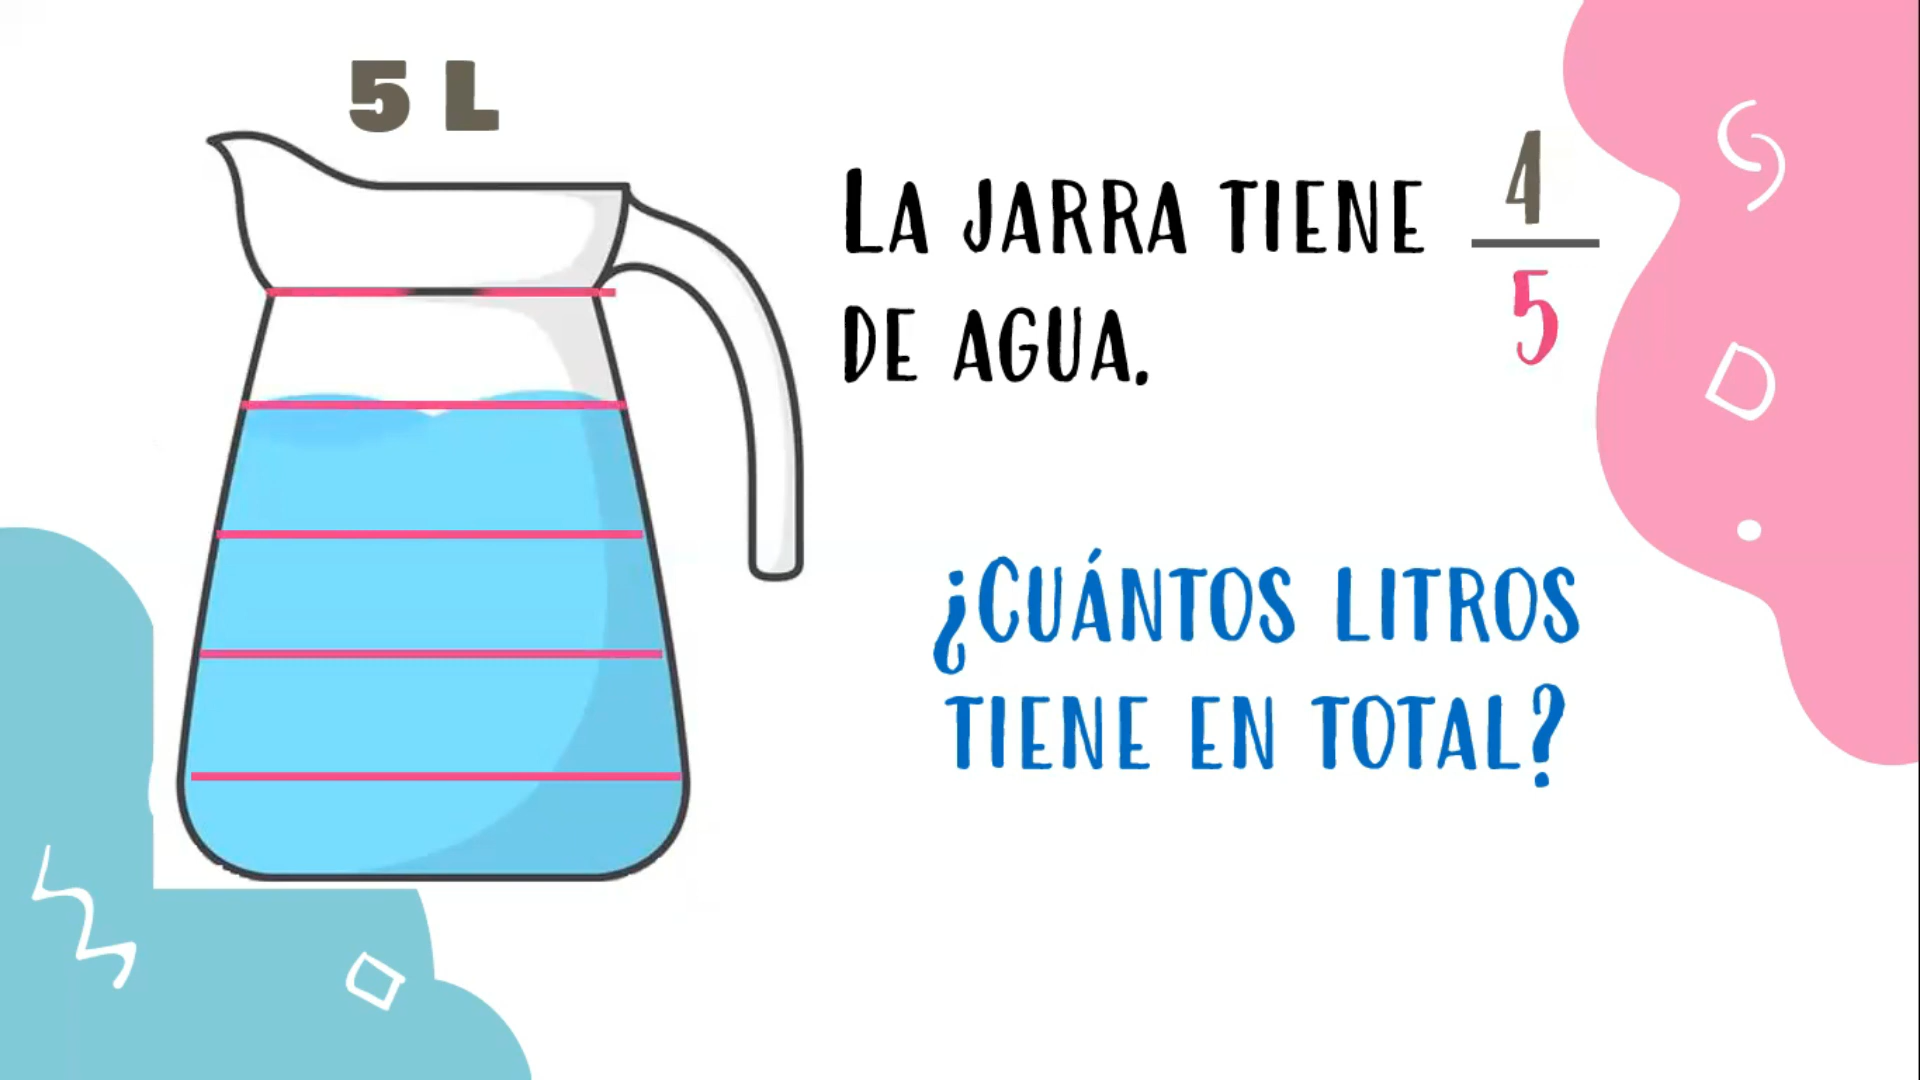 5 L
LA JARRA TIENE 4/5
DE AGUA.
¿CUÁNTOS LITROS
TIENE EN TOTAL?